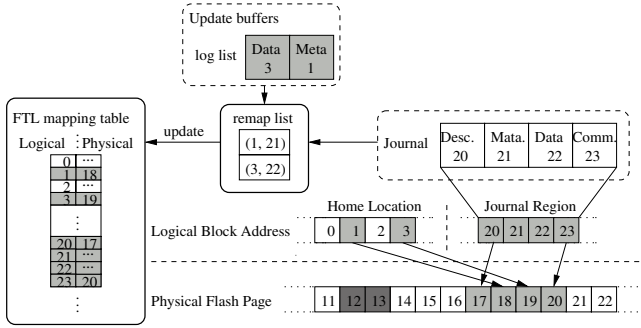 Update buffers
log list
Data Meta
3 1
FTL mapping table
Logical Physical
0 ...
1 18
2 ...
3 19
20 17
21 ...
22 ...
23 20
update
remap list
(1, 21)
(3, 22)
Journal
Desc. Mata. Data Comm.
20 21 22 23
Home Location Journal Region
Logical Block Address 0 1 2 3 20 21 22 23
Physical Flash Page 11 12 13 14 15 16 17 18 19 20 21 22